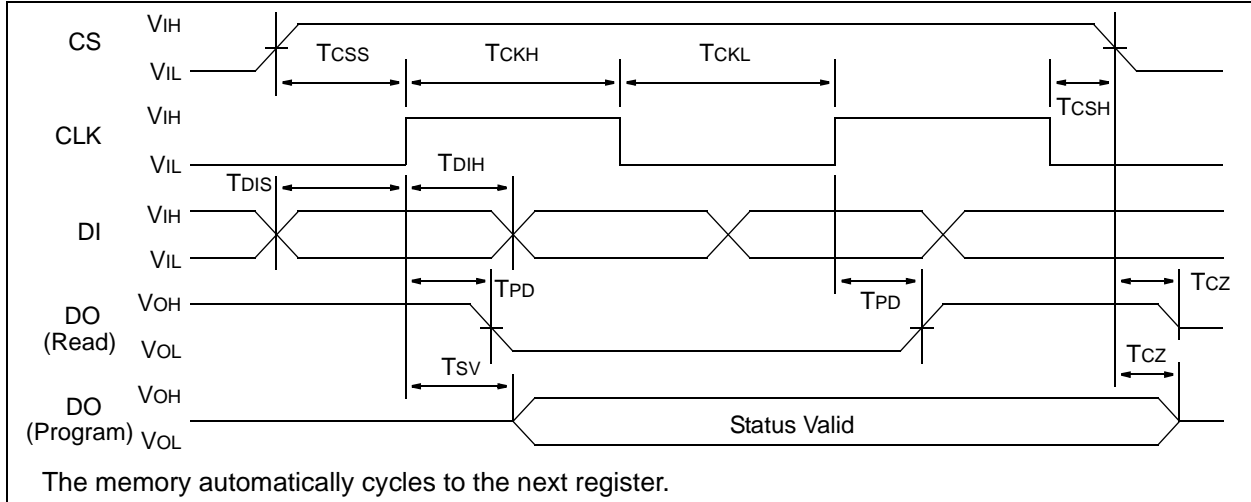 CS VIH
VIL
TCSS TCKH TCKL
TCSH
CLK VIH
VIL
TDIS TDIH
DI VIH
VIL
TPD TPD TCZ
DO
(Read) VOH
VOL
TSV TCZ
DO
(Program) VOH
VOL
Status Valid
The memory automatically cycles to the next register.